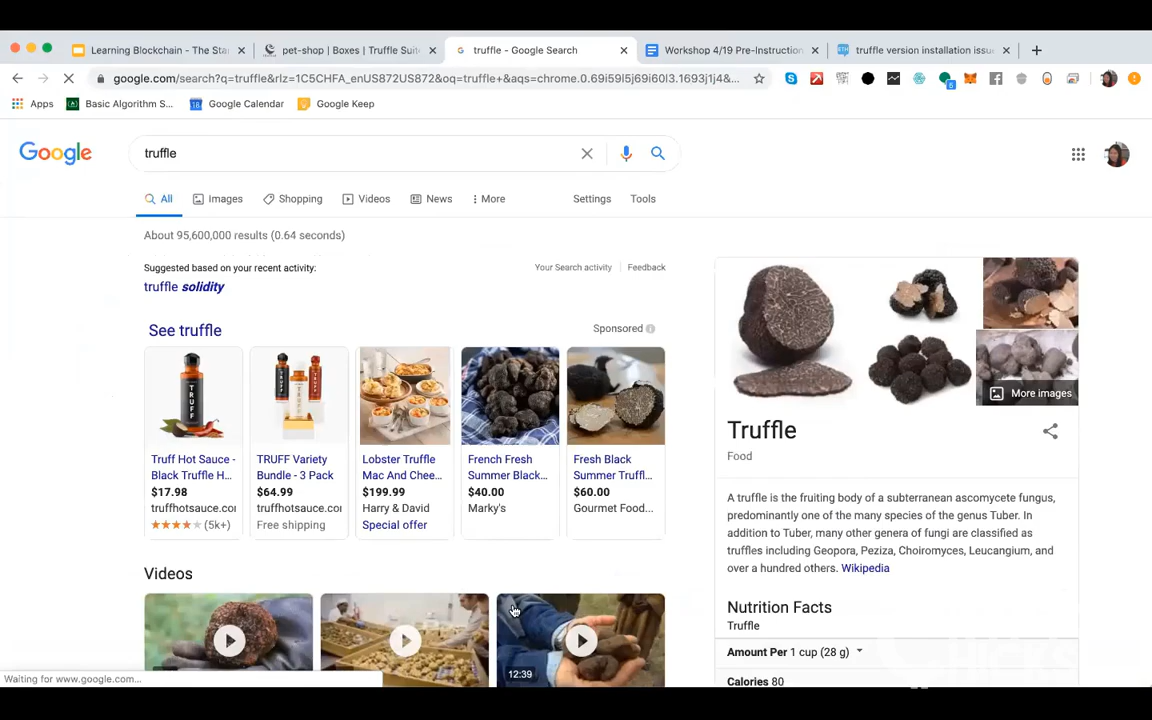 Learning Blockchain - The Sta
pet-shop | Boxes | Truffle Suit
truffle - Google Search
Workshop 4/19 Pre-Instruction
truffle version installation issu
google.com/search?q=truffle&rlz=1C5CHFA_enUS872US872&oq=truffle+&aqs=chrome.0.69i59l5j69i60l3.1693j1j4&...
Apps
Basic Algorithm S...
Google Calendar
Google Keep
Google
truffle
All
Images
Shopping
Videos
News
More
Settings
Tools
About 95,600,000 results (0.64 seconds)
Suggested based on your recent activity:
Your Search activity
Feedback
truffle solidity
See truffle
Sponsored
Truff Hot Sauce -
Black Truffle H...
$17.98
truffhotsauce.con
(5k+)
TRUFF Variety
Bundle - 3 Pack
$64.99
truffhotsauce.con
Free shipping
Lobster Truffle
Mac And Chee...
$199.99
Harry & David
Special offer
French Fresh
Summer Black...
$40.00
Marky's
Fresh Black
Summer Truffl...
$60.00
Gourmet Food...
Videos
12:39
More images
Truffle
Food
A truffle is the fruiting body of a subterranean ascomycete fungus,
predominantly one of the many species of the genus Tuber. In
addition to Tuber, many other genera of fungi are classified as
truffles including Geopora, Peziza, Choiromyces, Leucangium, and
over a hundred others. Wikipedia
Nutrition Facts
Truffle
Amount Per 1 cup (28 g)
Calories 80
Waiting for www.google.com...